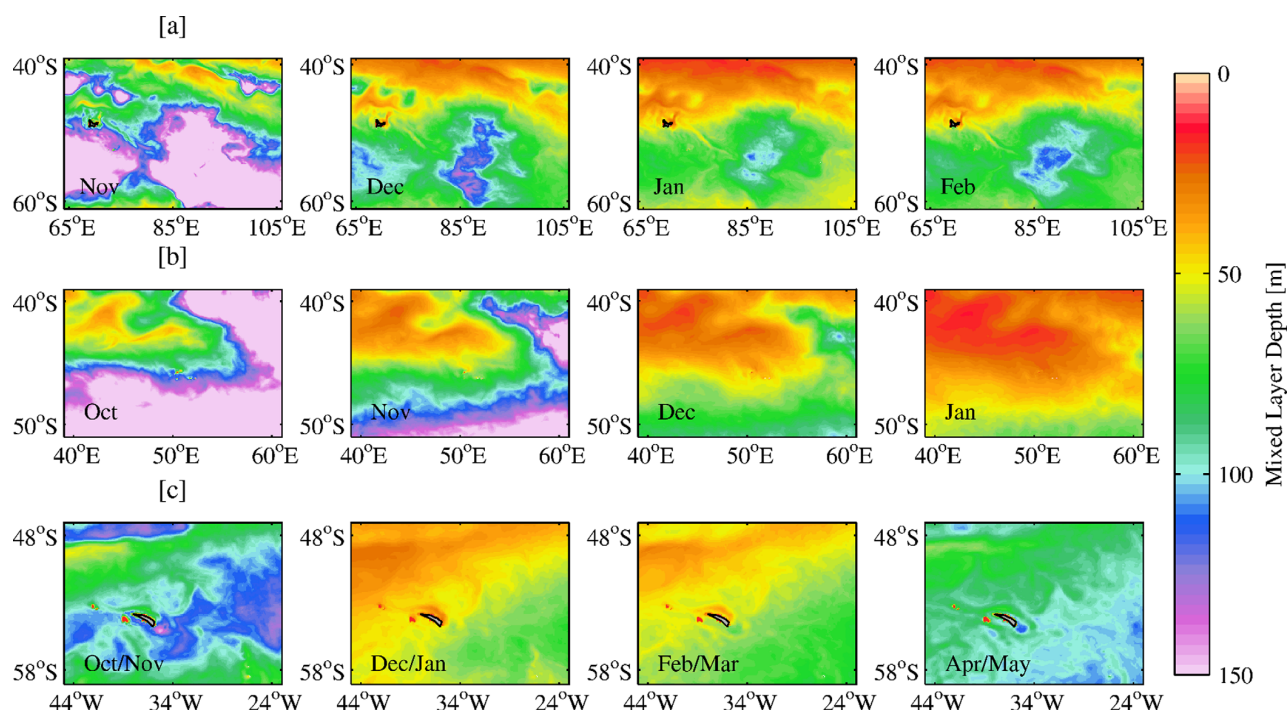 [a]
40°S
60°S
Nov
65°E 85°E 105°E
Dec
65°E 85°E 105°E
40°S
60°S
Jan
65°E 85°E 105°E
40°S
60°S
Feb
65°E 85°E 105°E
40°S
60°S
[b]
40°S
50°S
Oct
40°E 50°E 60°E
40°S
50°S
Nov
40°E 50°E 60°E
40°S
50°S
Dec
40°E 50°E 60°E
40°S
50°S
Jan
40°E 50°E 60°E
[c]
48°S
58°S
Oct/Nov
44°W 34°W 24°W
48°S
58°S
Dec/Jan
44°W 34°W 24°W
48°S
58°S
Feb/Mar
44°W 34°W 24°W
48°S
58°S
Apr/May
44°W 34°W 24°W
0
50
100
150
Mixed Layer Depth [m]